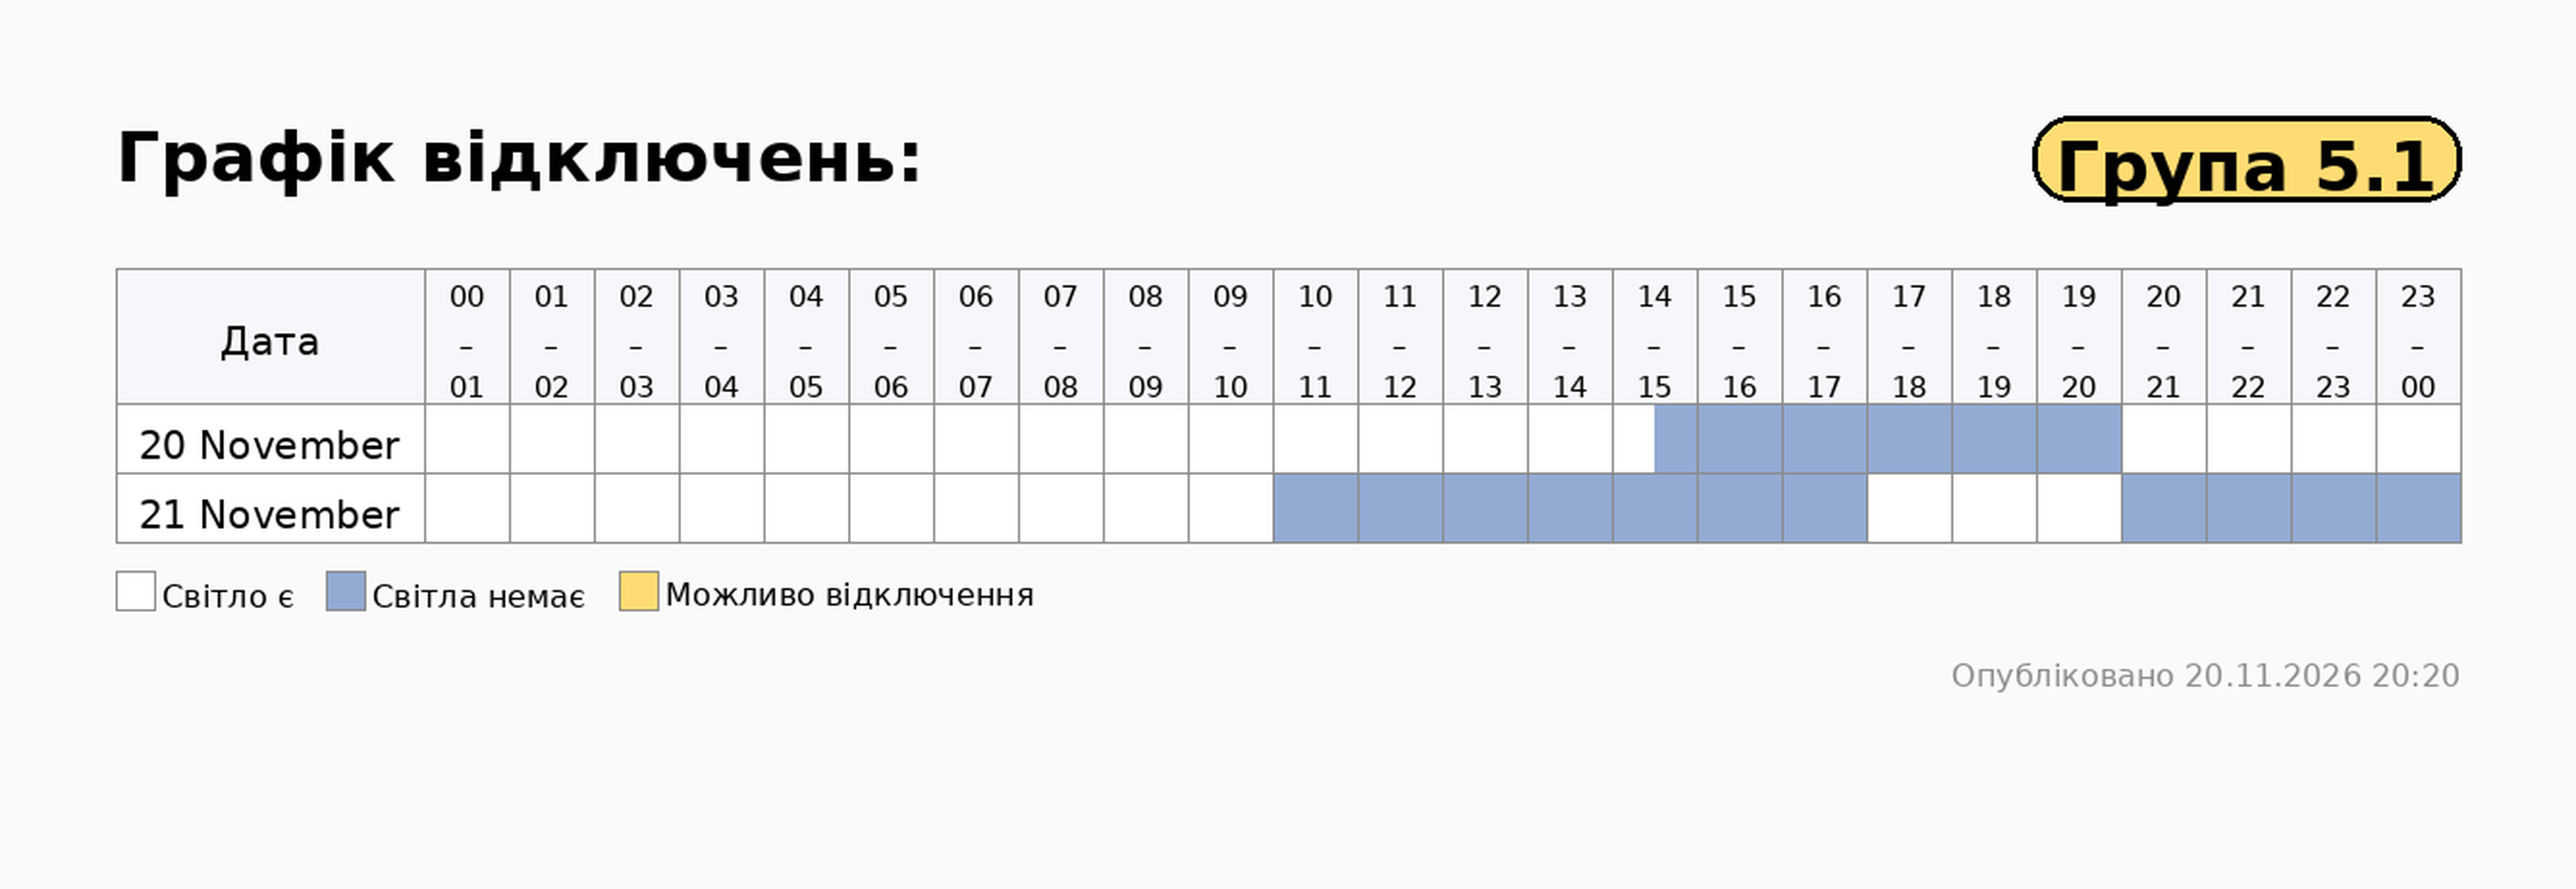 Графік відключень:
Група 5.1
Дата
00 – 01
01 – 02
02 – 03
03 – 04
04 – 05
05 – 06
06 – 07
07 – 08
08 – 09
09 – 10
10 – 11
11 – 12
12 – 13
13 – 14
14 – 15
15 – 16
16 – 17
17 – 18
18 – 19
19 – 20
20 – 21
21 – 22
22 – 23
23 – 00
20 November
21 November
Світло є
Світла немає
Можливо відключення
Опубліковано 20.11.2026 20:20